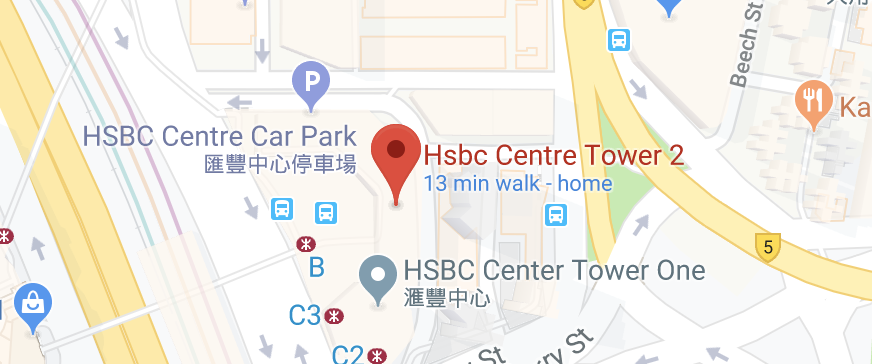 Beech St
Ka
HSBC Centre Car Park
匯豐中心停車場
P
Hsbc Centre Tower 2
13 min walk - home
5
B
HSBC Center Tower One
滙豐中心
C3
C2
St